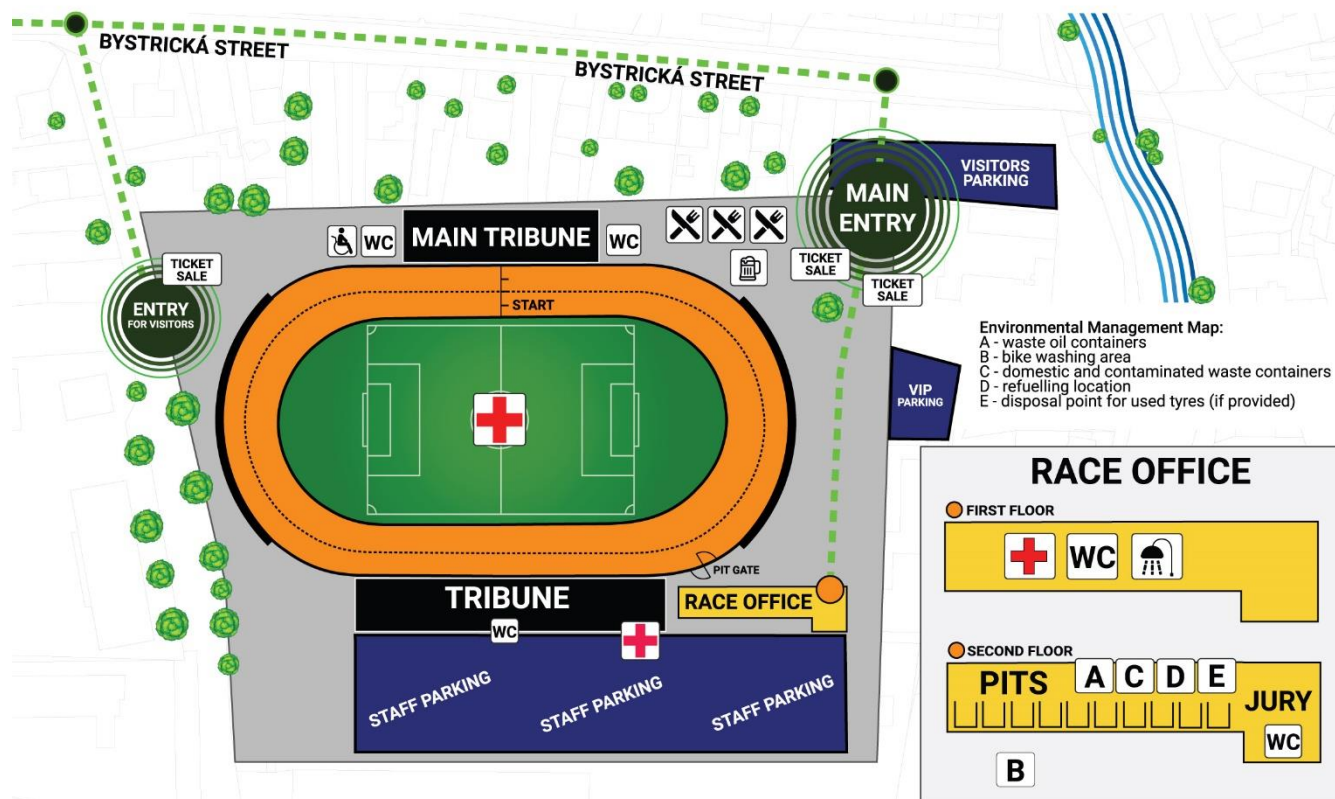 BYSTRICKÁ STREET
BYSTRICKÁ STREET
VISITORS
PARKING
MAIN
ENTRY
WC
MAIN TRIBUNE
WC
TICKET
SALE
TICKET
SALE
TICKET
SALE
ENTRY
FOR VISITORS
START
Environmental Management Map:
A - waste oil containers
B - bike washing area
C - domestic and contaminated waste containers
D - refuelling location
E - disposal point for used tyres (if provided)
VIP
PARKING
PIT GATE
TRIBUNE
RACE OFFICE
WC
STAFF PARKING
STAFF PARKING
STAFF PARKING
RACE OFFICE
FIRST FLOOR
WC
SECOND FLOOR
PITS
A C D E
JURY
WC
B